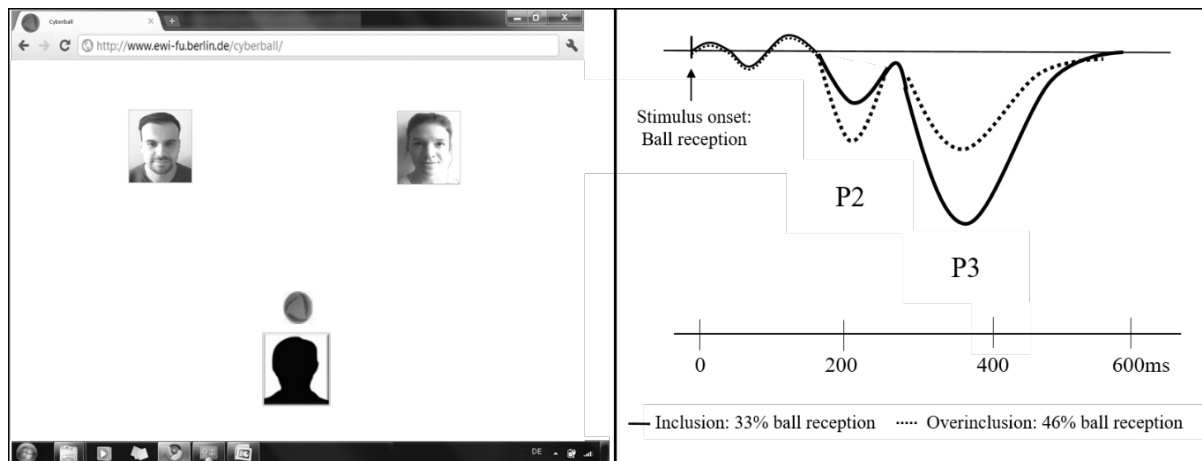 Cyberball
http://www.ewi-fu.berlin.de/cyberball/
DE
Stimulus onset:
Ball reception
P2
P3
0
200
400
600ms
Inclusion: 33% ball reception
Overinclusion: 46% ball reception